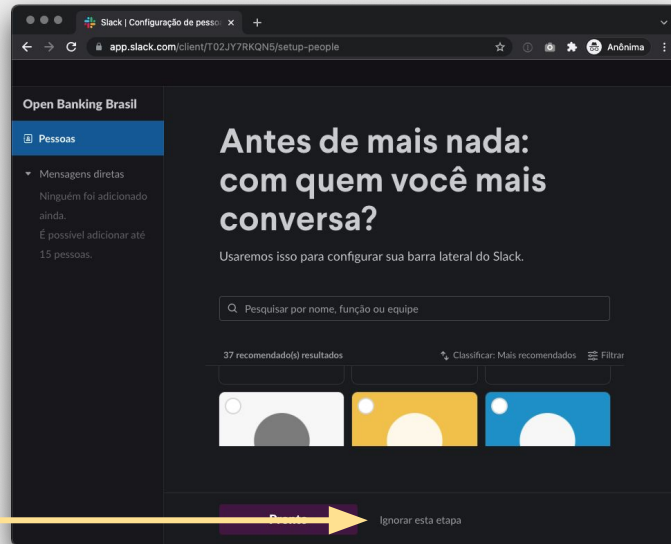 Slack | Configuração de pesso
app.slack.com/client/T02JY7RKQN5/setup-people
Anônima
Open Banking Brasil
Pessoas
Mensagens diretas
Ninguém foi adicionado
ainda.
É possível adicionar até
15 pessoas.
Antes de mais nada:
com quem você mais
conversa?
Usaremos isso para configurar sua barra lateral do Slack.
Pesquisar por nome, função ou equipe
37 recomendado(s) resultados
Classificar: Mais recomendados
Filtrar
Pronto
Ignorar esta etapa